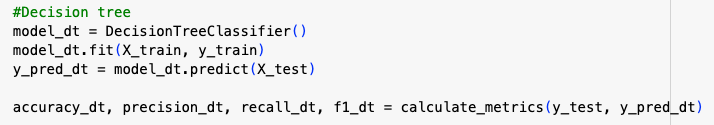 #Decision tree
model_dt = DecisionTreeClassifier()
model_dt.fit(X_train, y_train)
y_pred_dt = model_dt.predict(X_test)
accuracy_dt, precision_dt, recall_dt, f1_dt = calculate_metrics(y_test, y_pred_dt)